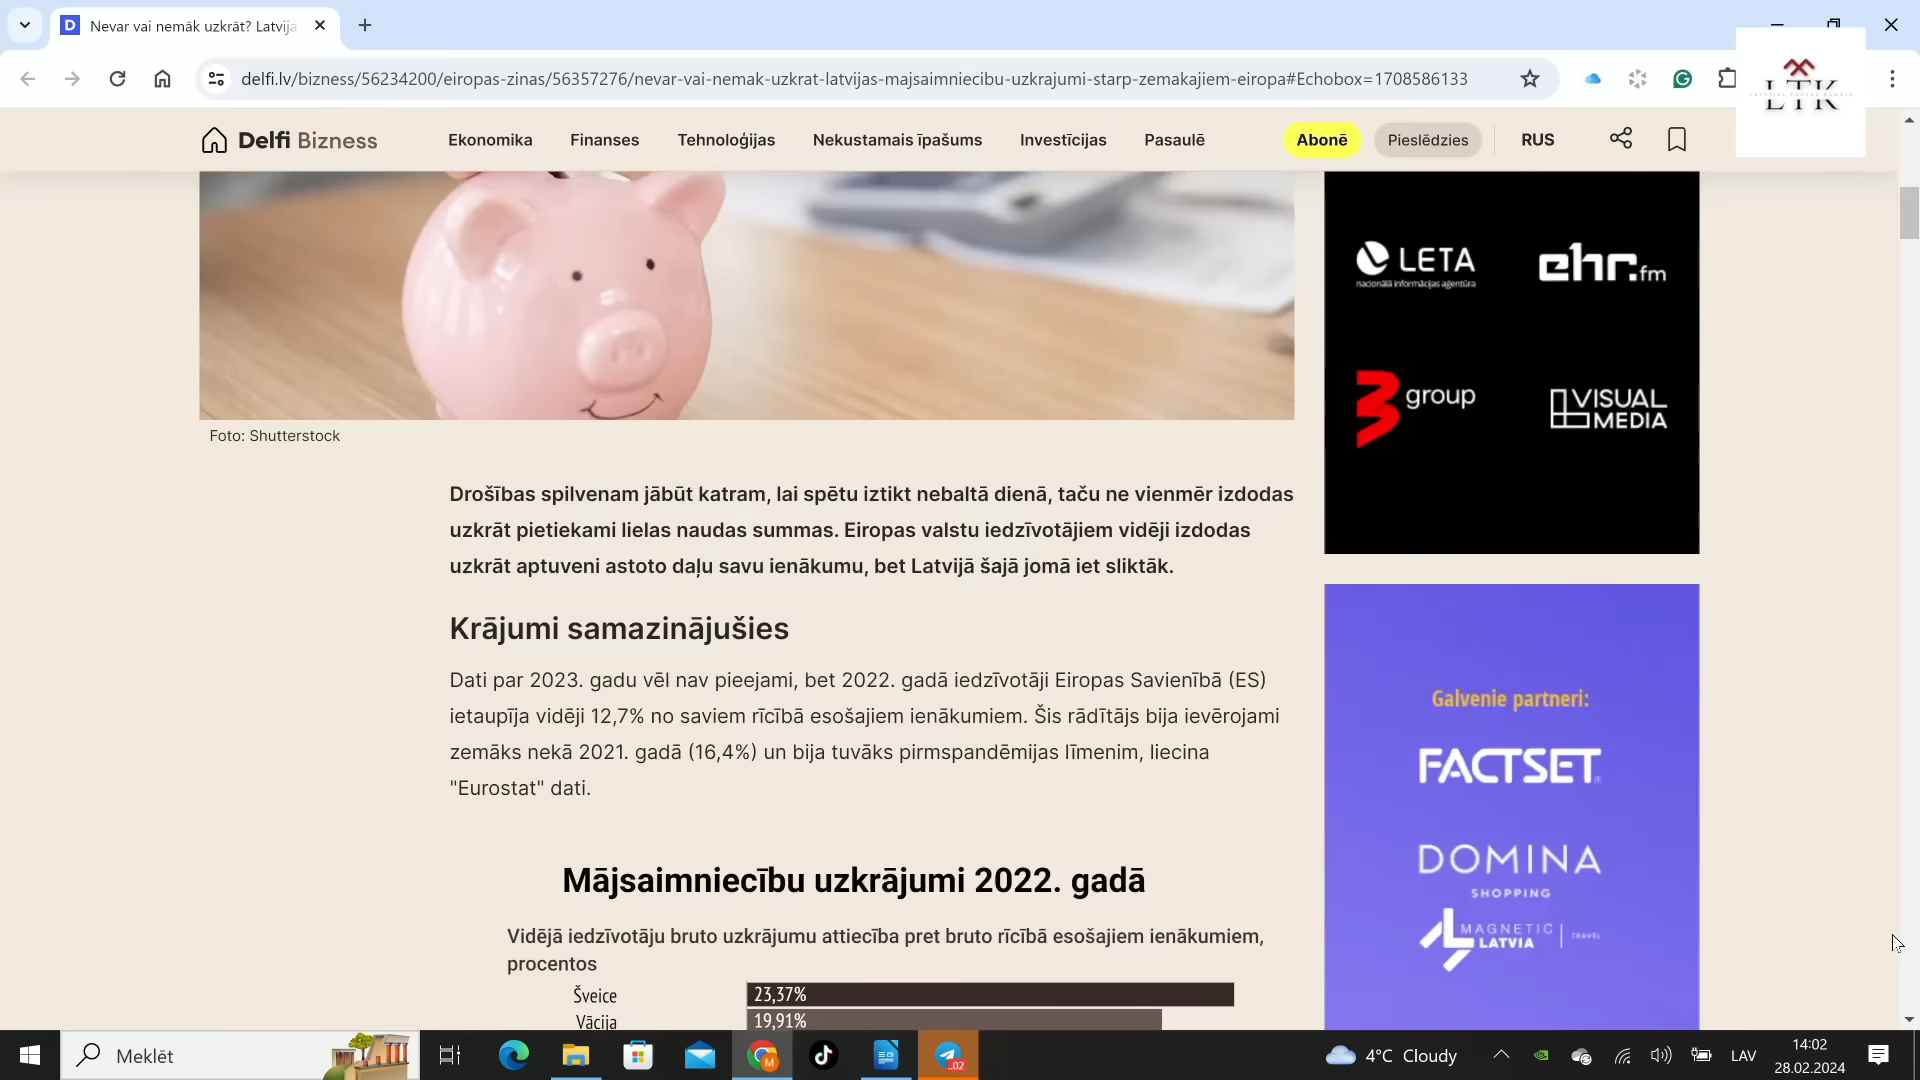 Nevar vai nemāk uzkrāt? Latvija
delfi.lv/bizness/56234200/eiropas-zinas/56357276/nevar-vai-nemak-uzkrat-latvijas-majsaimniecibu-uzkrajumi-starp-zemakajiem-eiropa#Echobox=1708586133
LTK
Delfi Bizness
Ekonomika Finanses Tehnoloģijas Nekustamais īpašums Investīcijas Pasaulē
Abonē Pieslēdzies RUS
LETA
nacionālā informācijas aģentūra
ehr.fm
3 group
VISUAL MEDIA
Foto: Shutterstock
Drošības spilvenam jābūt katram, lai spētu iztikt nebaltā dienā, taču ne vienmēr izdodas
uzkrāt pietiekami lielas naudas summas. Eiropas valstu iedzīvotājiem vidēji izdodas
uzkrāt aptuveni astoto daļu savu ienākumu, bet Latvijā šajā jomā iet sliktāk.
Krājumi samazinājušies
Dati par 2023. gadu vēl nav pieejami, bet 2022. gadā iedzīvotāji Eiropas Savienībā (ES)
ietaupīja vidēji 12,7% no saviem rīcībā esošajiem ienākumiem. Šis rādītājs bija ievērojami
zemāks nekā 2021. gadā (16,4%) un bija tuvāks pirmspandēmijas līmenim, liecina
"Eurostat" dati.
Mājsaimniecību uzkrājumi 2022. gadā
Vidējā iedzīvotāju bruto uzkrājumu attiecība pret bruto rīcībā esošajiem ienākumiem,
procentos
Šveice 23,37%
Vācija 19,91%
Galvenie partneri:
FACTSET
DOMINA
SHOPPING
MAGNETIC
LATVIA
TRAVEL
Meklēt
..02
4°C Cloudy
LAV
14:02
28.02.2024